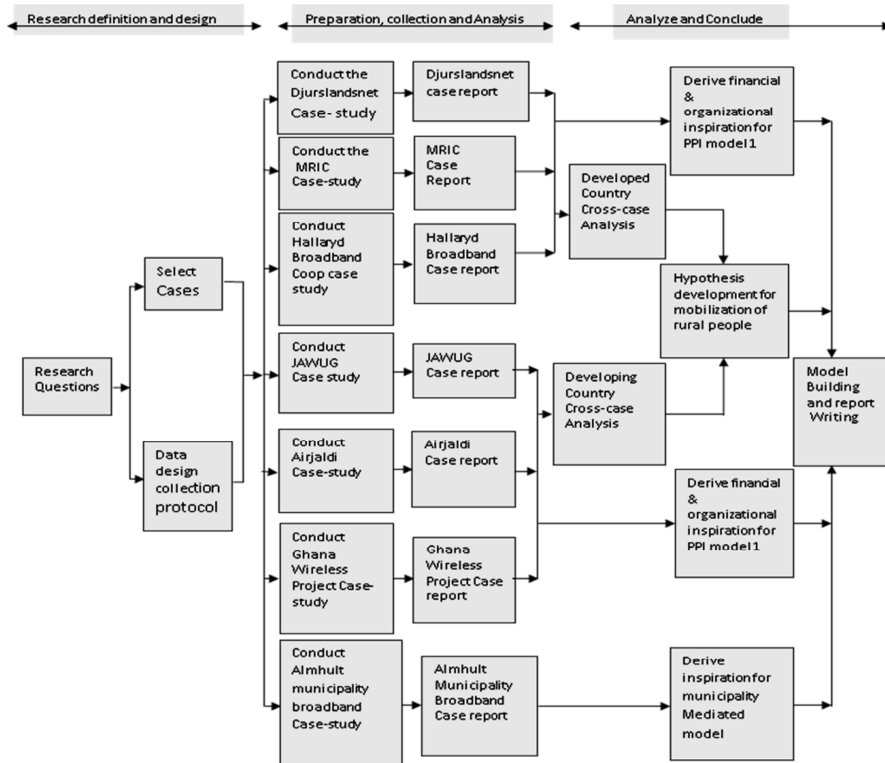 Research definition and design
Preparation, collection and Analysis
Analyze and Conclude
Research
Questions
Select
Cases
Data
design
collection
protocol
Conduct the
Djurslandsnet
Case- study
Djurslandsnet
case report
Conduct the
MRIC
Case-study
MRIC
Case
Report
Conduct
Hallaryd
Broadband
Coop case
study
Hallaryd
Broadband
Case report
Conduct
JAWUG
Case study
JAWUG
Case report
Conduct
Airjaldi
Case-study
Airjaldi
Case report
Conduct
Ghana
Wireless
Project Case-
study
Ghana
Wireless
Project Case
report
Conduct
Almhult
municipality
broadband
Case-study
Almhult
Municipality
Broadband
Case report
Developed
Country
Cross-case
Analysis
Developing
Country
Cross-case
Analysis
Derive financial
&
organizational
inspiration for
PPI model 1
Hypothesis
development for
mobilization of
rural people
Derive financial
&
organizational
inspiration for
PPI model 1
Derive
inspiration for
municipality
Mediated
model
Model
Building
and report
Writing